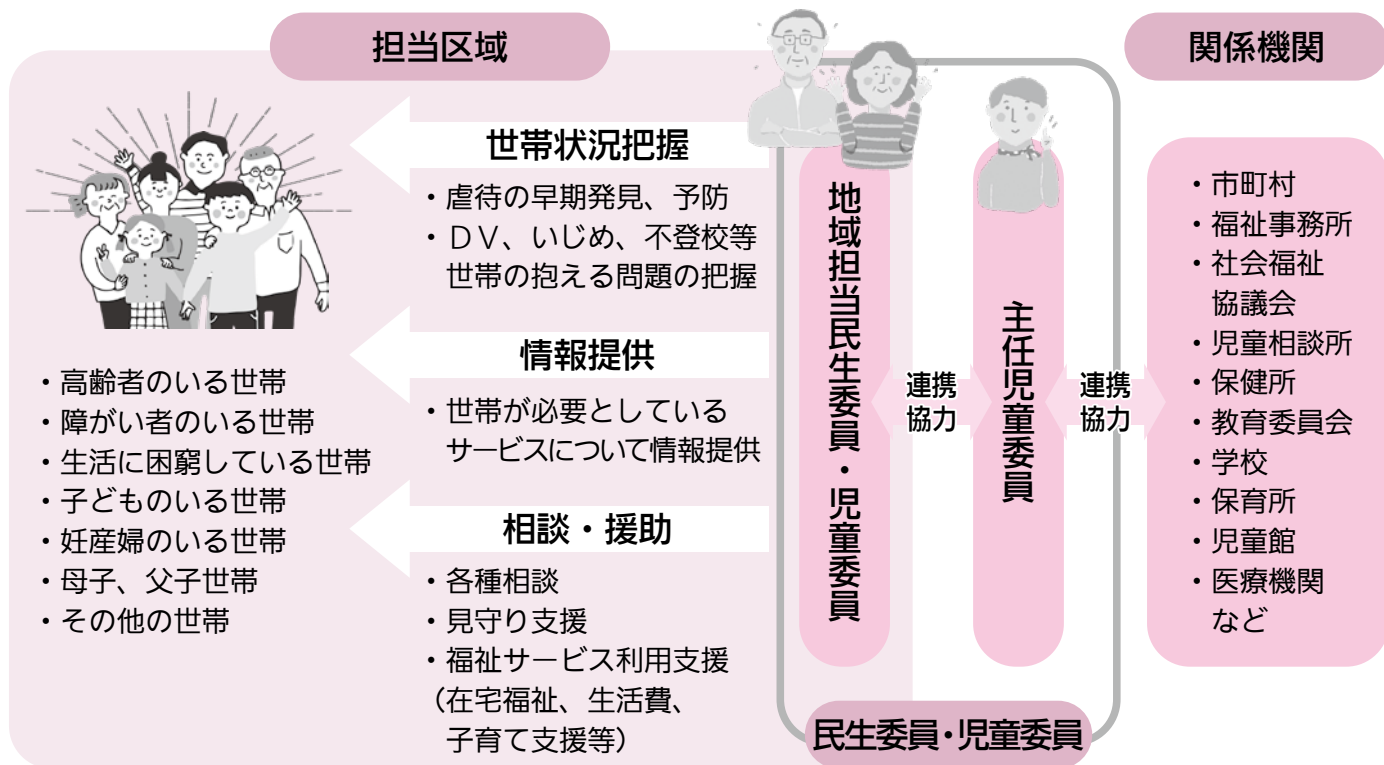 担当区域
世帯状況把握
・虐待の早期発見、予防
・ＤＶ、いじめ、不登校等
世帯の抱える問題の把握
情報提供
・世帯が必要としている
サービスについて情報提供
相談・援助
・各種相談
・見守り支援
・福祉サービス利用支援
（在宅福祉、生活費、
子育て支援等）
・高齢者のいる世帯
・障がい者のいる世帯
・生活に困窮している世帯
・子どものいる世帯
・妊産婦のいる世帯
・母子、父子世帯
・その他の世帯
地域担当民生委員・児童委員
連携
協力
主任児童委員
連携
協力
民生委員・児童委員
関係機関
・市町村
・福祉事務所
・社会福祉
協議会
・児童相談所
・保健所
・教育委員会
・学校
・保育所
・児童館
・医療機関
など